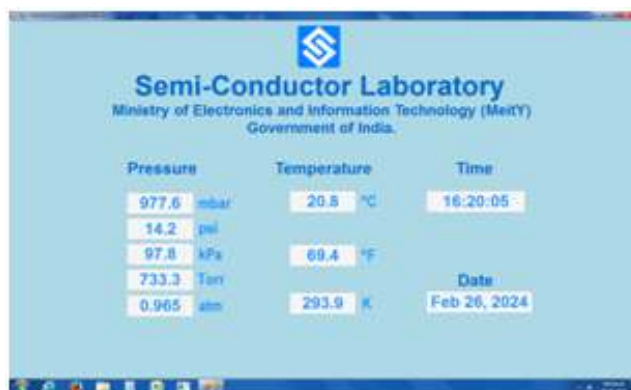 Semi-Conductor Laboratory
Ministry of Electronics and Information Technology (MeitY)
Government of India.
Pressure Temperature Time
977.6 mbar 20.8 °C 16:20:05
14.2 psi
97.8 kPa 69.4 °F
733.3 Torr Date
0.965 atm 293.9 K Feb 26, 2024